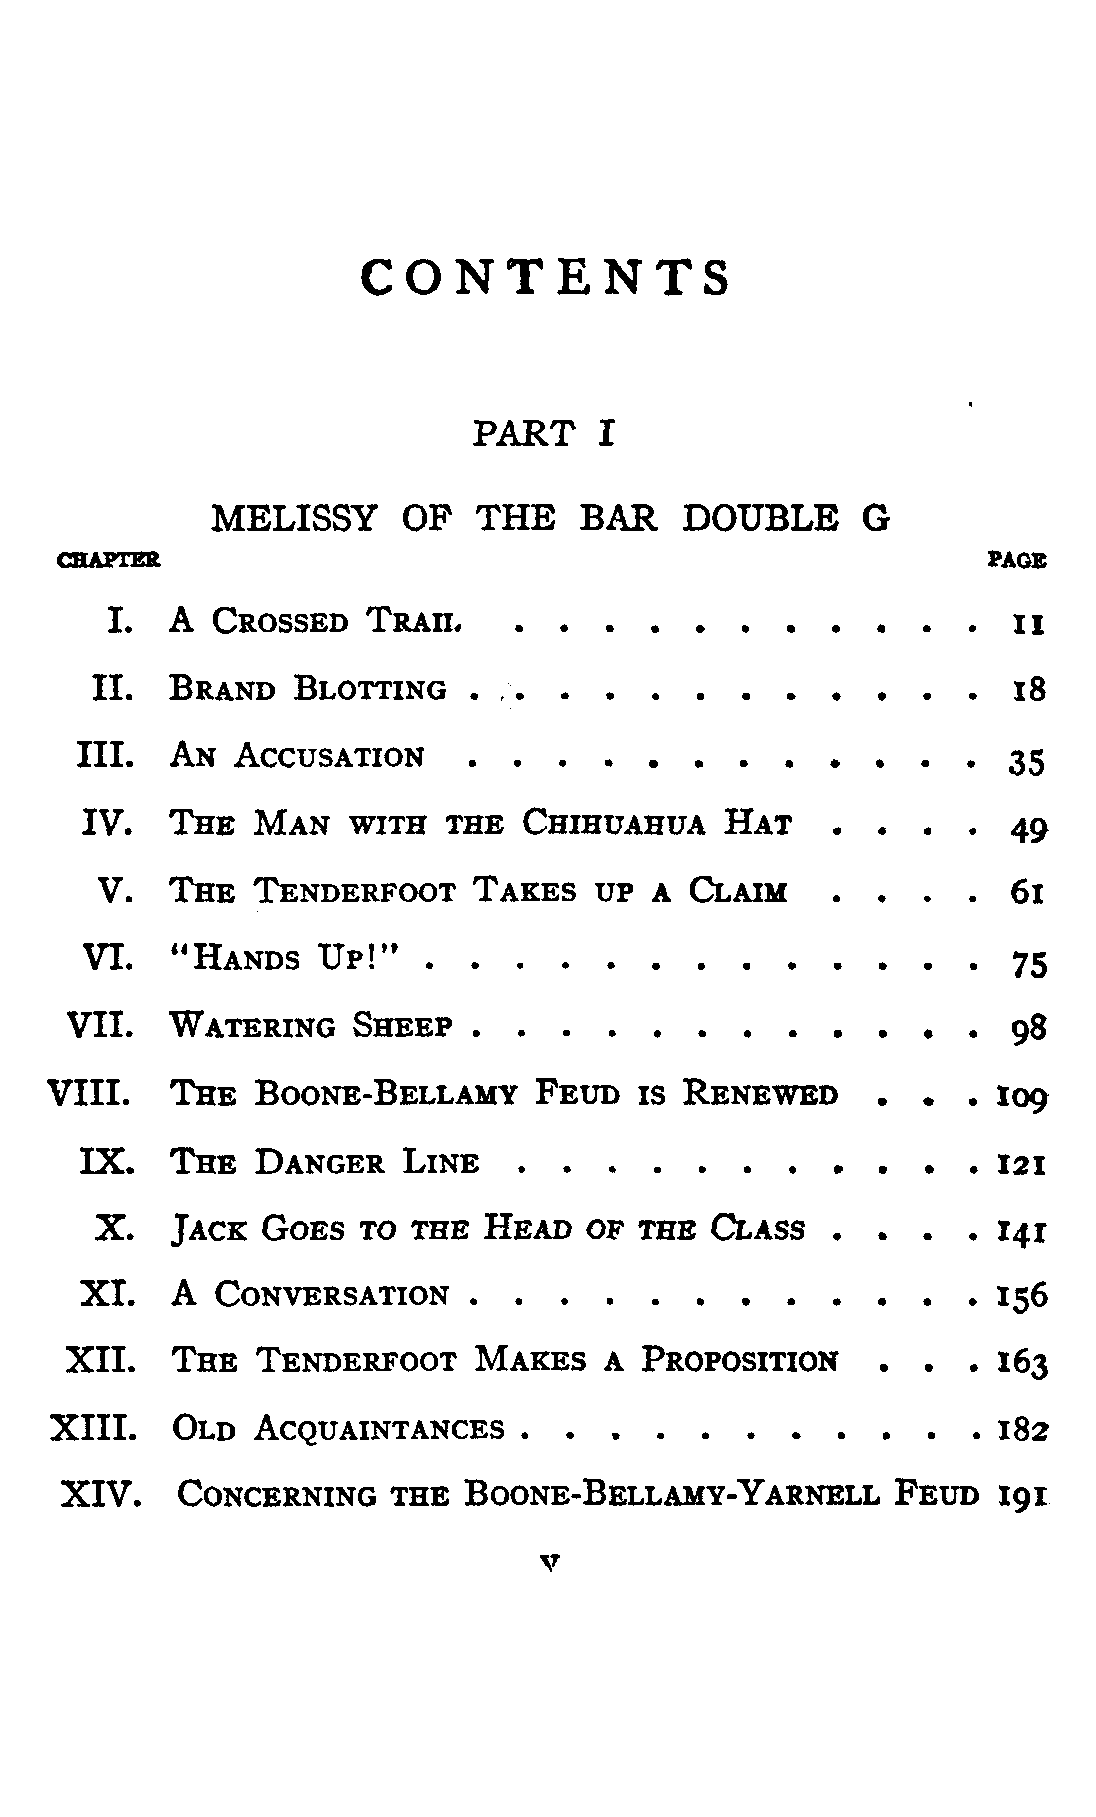 CONTENTS
PART I
MELISSY OF THE BAR DOUBLE G
CHAPTER PAGE
I. A Crossed Trail . . . . . . . . . . . 11
II. Brand Blotting . . . . . . . . . . . . 18
III. An Accusation . . . . . . . . . . . . 35
IV. The Man with the Chihuahua Hat . . . . 49
V. The Tenderfoot Takes up a Claim . . . . 61
VI. "Hands Up!" . . . . . . . . . . . . . 75
VII. Watering Sheep . . . . . . . . . . . . 98
VIII. The Boone-Bellamy Feud is Renewed . . . 109
IX. The Danger Line . . . . . . . . . . . 121
X. Jack Goes to the Head of the Class . . . . 141
XI. A Conversation . . . . . . . . . . . . 156
XII. The Tenderfoot Makes a Proposition . . . 163
XIII. Old Acquaintances . . . . . . . . . . . 182
XIV. Concerning the Boone-Bellamy-Yarnell Feud 191
v